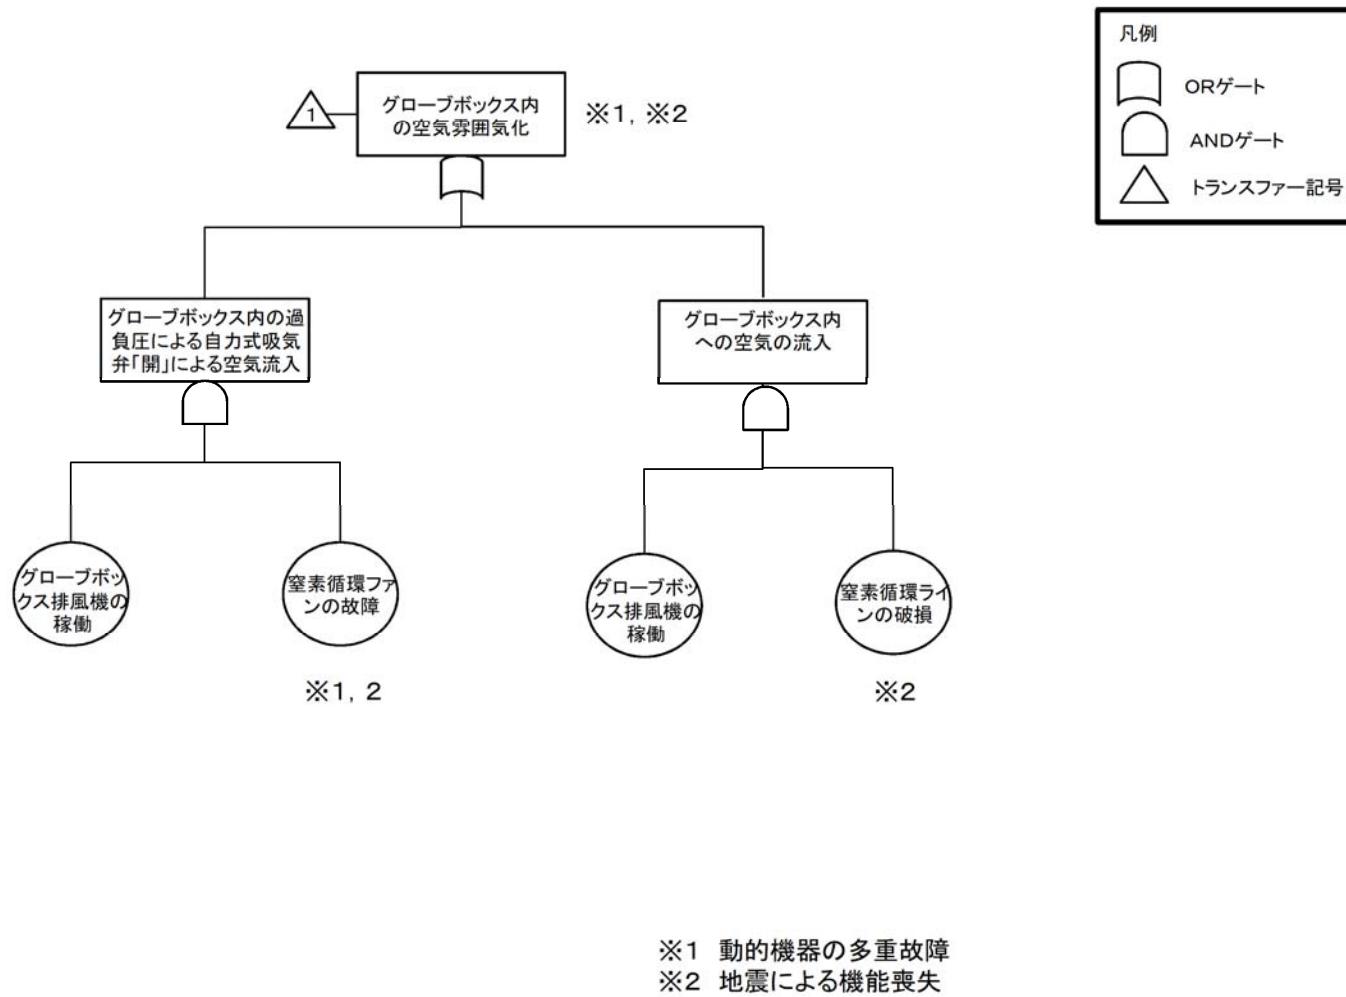 凡例
ORゲート
ANDゲート
トランスファー記号
1
グローブボックス内
の空気雰囲気化
※1, ※2
グローブボックス内の過
負圧による自力式吸気
弁「開」による空気流入
グローブボックス内
への空気の流入
グローブボッ
クス排風機の
稼働
窒素循環ファ
ンの故障
グローブボッ
クス排風機の
稼働
窒素循環ライ
ンの破損
※1, 2
※2
※1 動的機器の多重故障
※2 地震による機能喪失